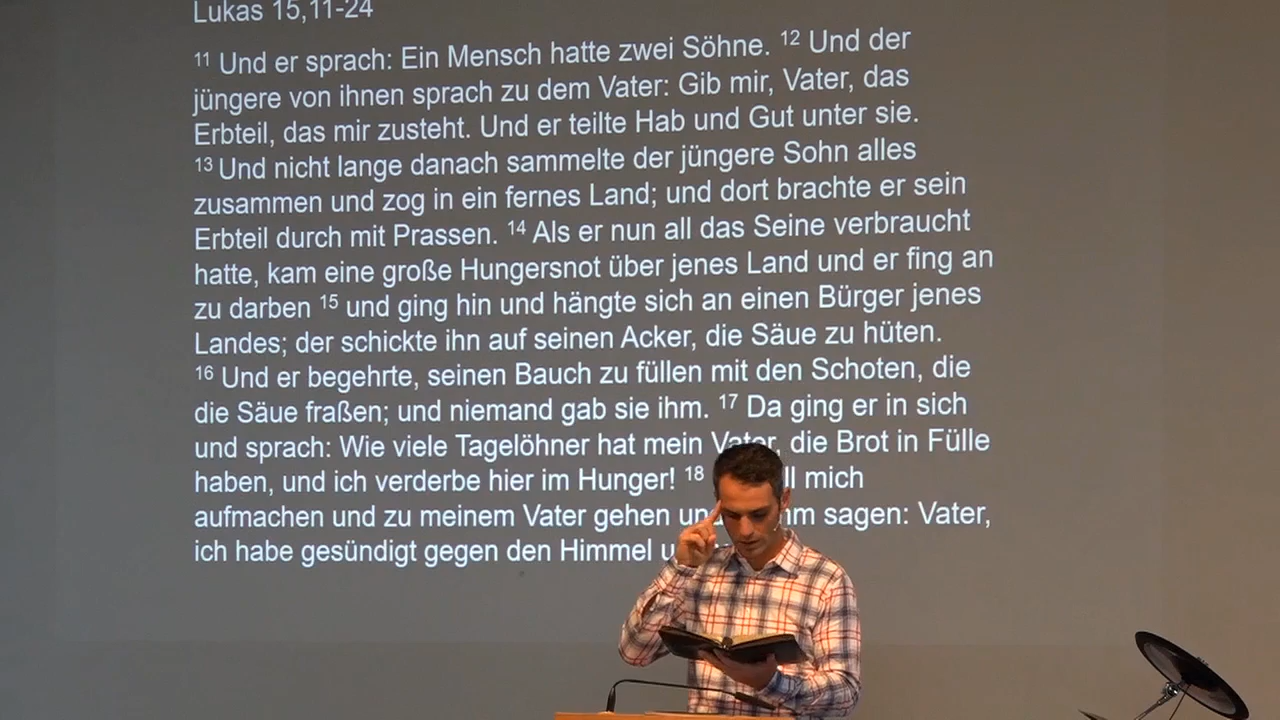 Lukas 15,11-24
11 Und er sprach: Ein Mensch hatte zwei Söhne. 12 Und der
jüngere von ihnen sprach zu dem Vater: Gib mir, Vater, das
Erbteil, das mir zusteht. Und er teilte Hab und Gut unter sie.
13 Und nicht lange danach sammelte der jüngere Sohn alles
zusammen und zog in ein fernes Land; und dort brachte er sein
Erbteil durch mit Prassen. 14 Als er nun all das Seine verbraucht
hatte, kam eine große Hungersnot über jenes Land und er fing an
zu darben 15 und ging hin und hängte sich an einen Bürger jenes
Landes; der schickte ihn auf seinen Acker, die Säue zu hüten.
16 Und er begehrte, seinen Bauch zu füllen mit den Schoten, die
die Säue fraßen; und niemand gab sie ihm. 17 Da ging er in sich
und sprach: Wie viele Tagelöhner hat mein Vater, die Brot in Fülle
haben, und ich verderbe hier im Hunger! 18 mich
aufmachen und zu meinem Vater gehen sagen: Vater,
ich habe gesündigt gegen den Himmel